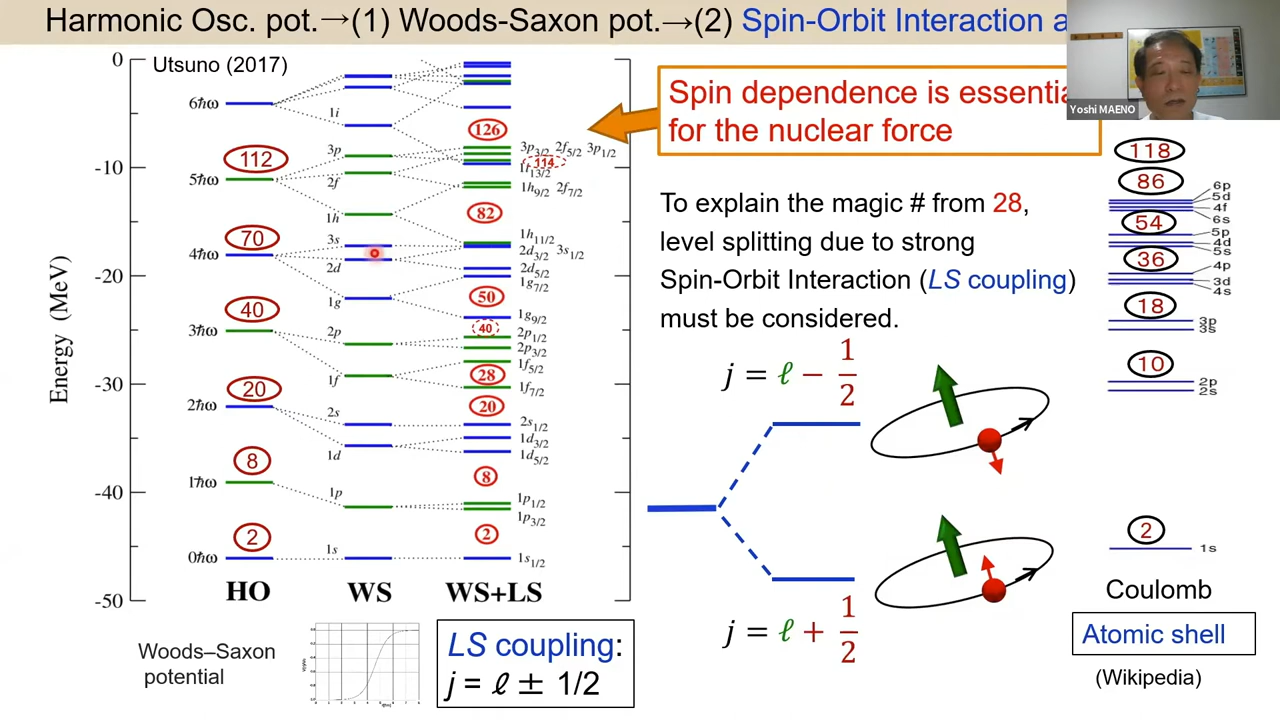 Harmonic Osc. pot.→(1) Woods-Saxon pot.→(2) Spin-Orbit Interaction a
Yoshi MAENO
Utsuno (2017)
Spin dependence is essentia
for the nuclear force
Energy (MeV)
0
-10
-20
-30
-40
-50
6ħω
5ħω
4ħω
3ħω
2ħω
1ħω
0ħω
112
70
40
20
8
2
HO
1i
3p
2f
1h
3s
2d
1g
2p
1f
2s
1d
1p
1s
WS
126
114
82
50
40
28
20
8
2
3p3/2 2f5/2 3p1/2
1i13/2
1h9/2 2f7/2
1h11/2
2d3/2 3s1/2
2d5/2
1g7/2
1g9/2
2p1/2
2p3/2
1f5/2
1f7/2
2s1/2
1d3/2
1d5/2
1p1/2
1p3/2
1s1/2
WS+LS
To explain the magic # from 28,
level splitting due to strong
Spin-Orbit Interaction (LS coupling)
must be considered.
j = ℓ − 1/2
j = ℓ + 1/2
118
86
54
36
18
10
2
6p
5d
4f
6s
5p
4d
5s
4p
3d
4s
3p
3s
2p
2s
1s
Coulomb
Atomic shell
(Wikipedia)
Woods–Saxon
potential
LS coupling:
j = ℓ ± 1/2